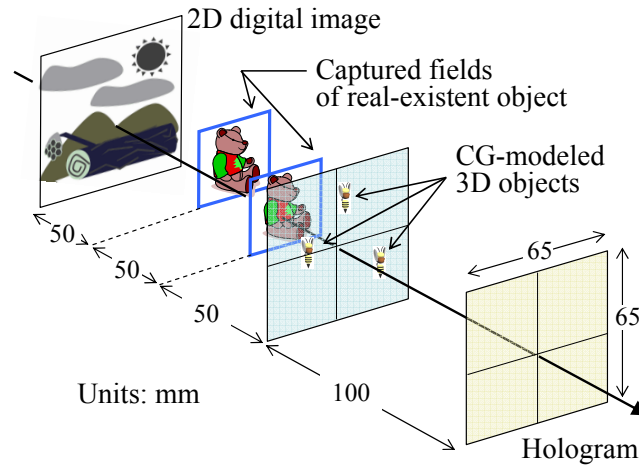 2D digital image
Captured fields
of real-existent object
CG-modeled
3D objects
50
50
50
65
65
100
Units: mm
Hologram